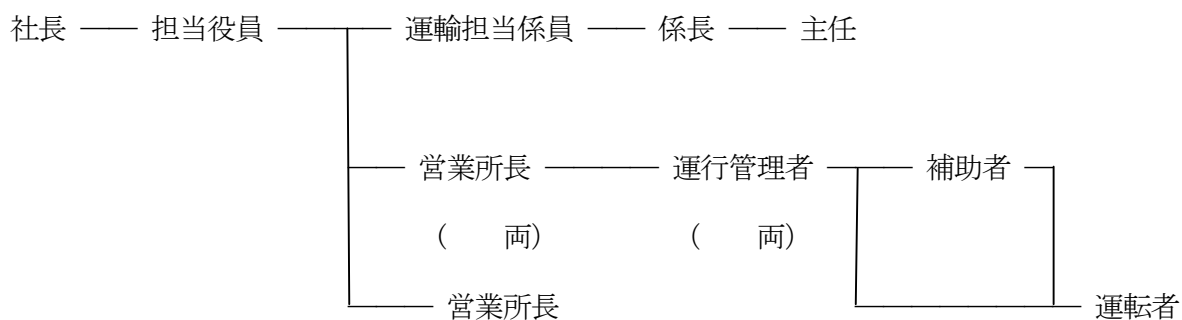 社長 担当役員 運輸担当係員 係長 主任
営業所長 運行管理者 補助者
(　　両) (　　両)
営業所長 運転者